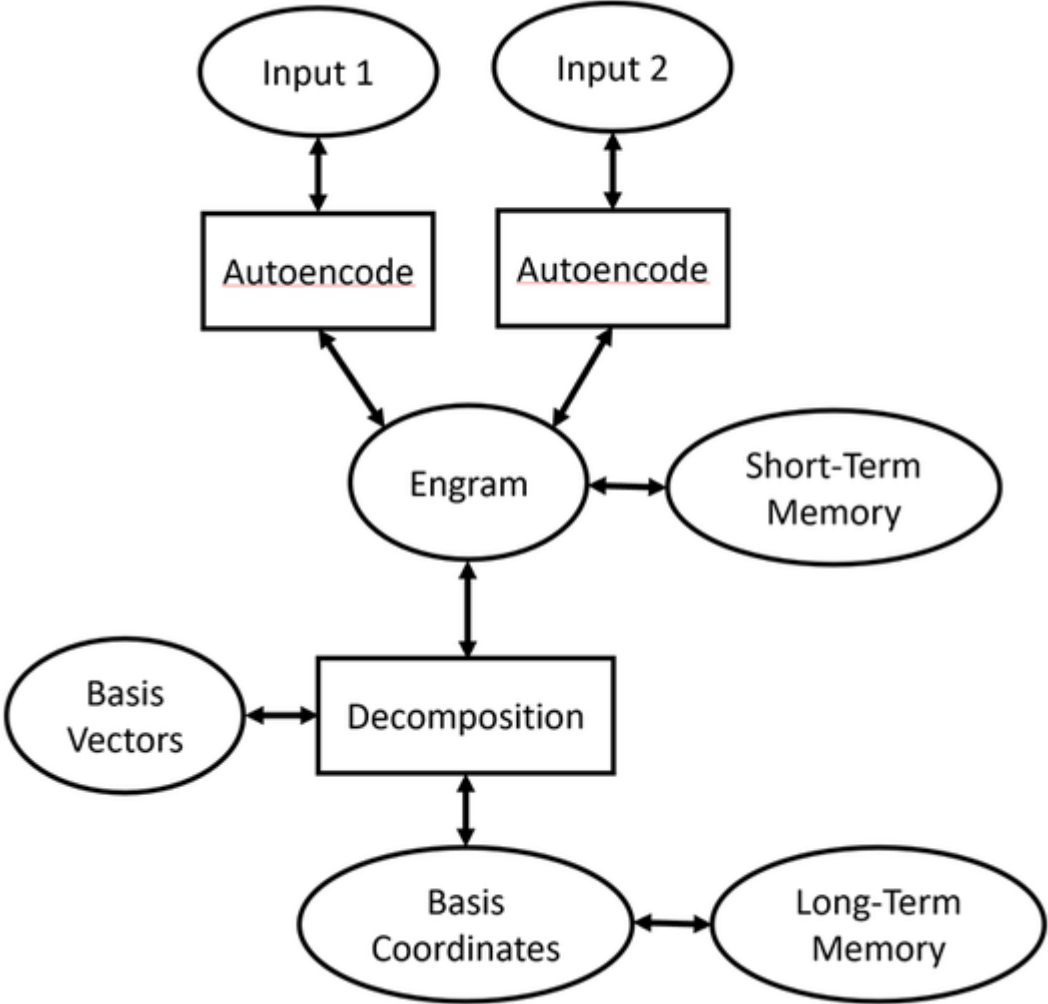 Input 1
Input 2
Autoencode
Autoencode
Engram
Short-Term
Memory
Basis
Vectors
Decomposition
Basis
Coordinates
Long-Term
Memory